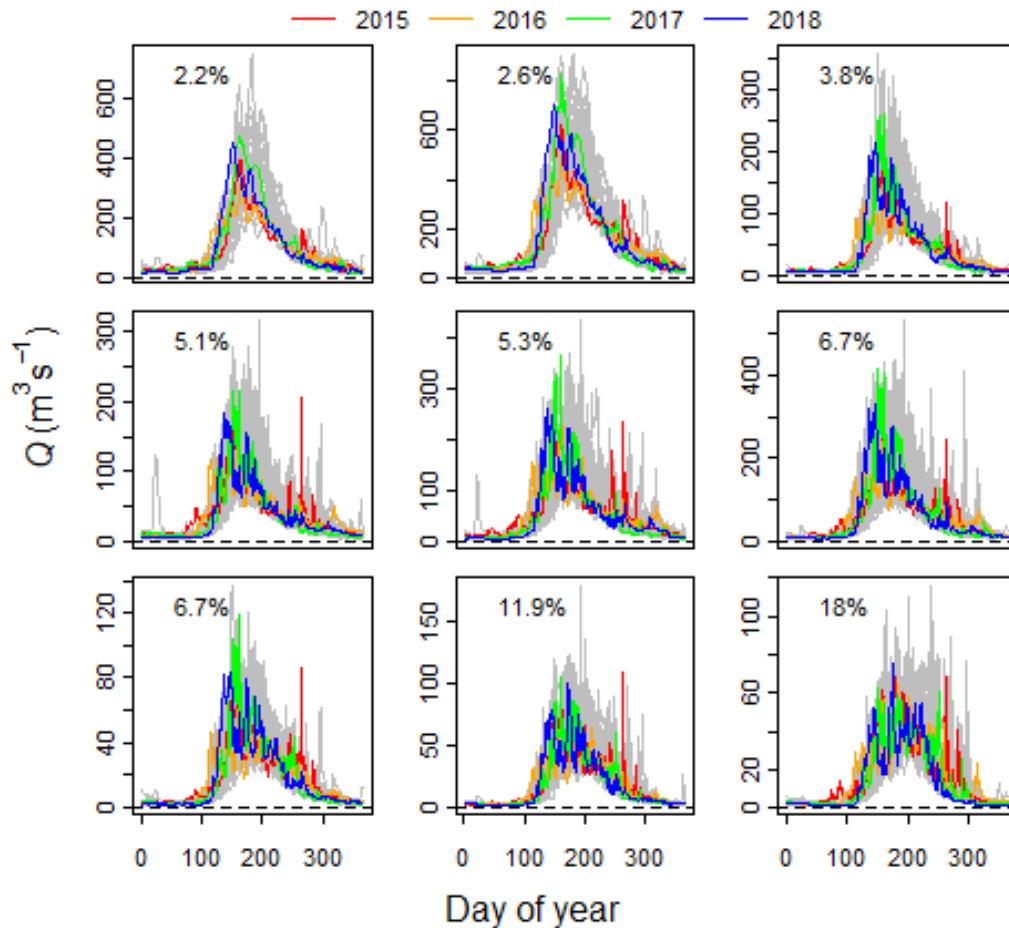 2015 2016 2017 2018
2.2% 2.6% 3.8%
0 200 400 600
0 200 600
0 50 100 200 300
5.1% 5.3% 6.7%
0 100 200 300
0 100 300
0 200 400
6.7% 11.9% 18%
0 40 80 120
0 50 100 150
0 20 60 100
0 100 200 300 0 100 200 300 0 100 200 300
Q (m³ s⁻¹)
Day of year